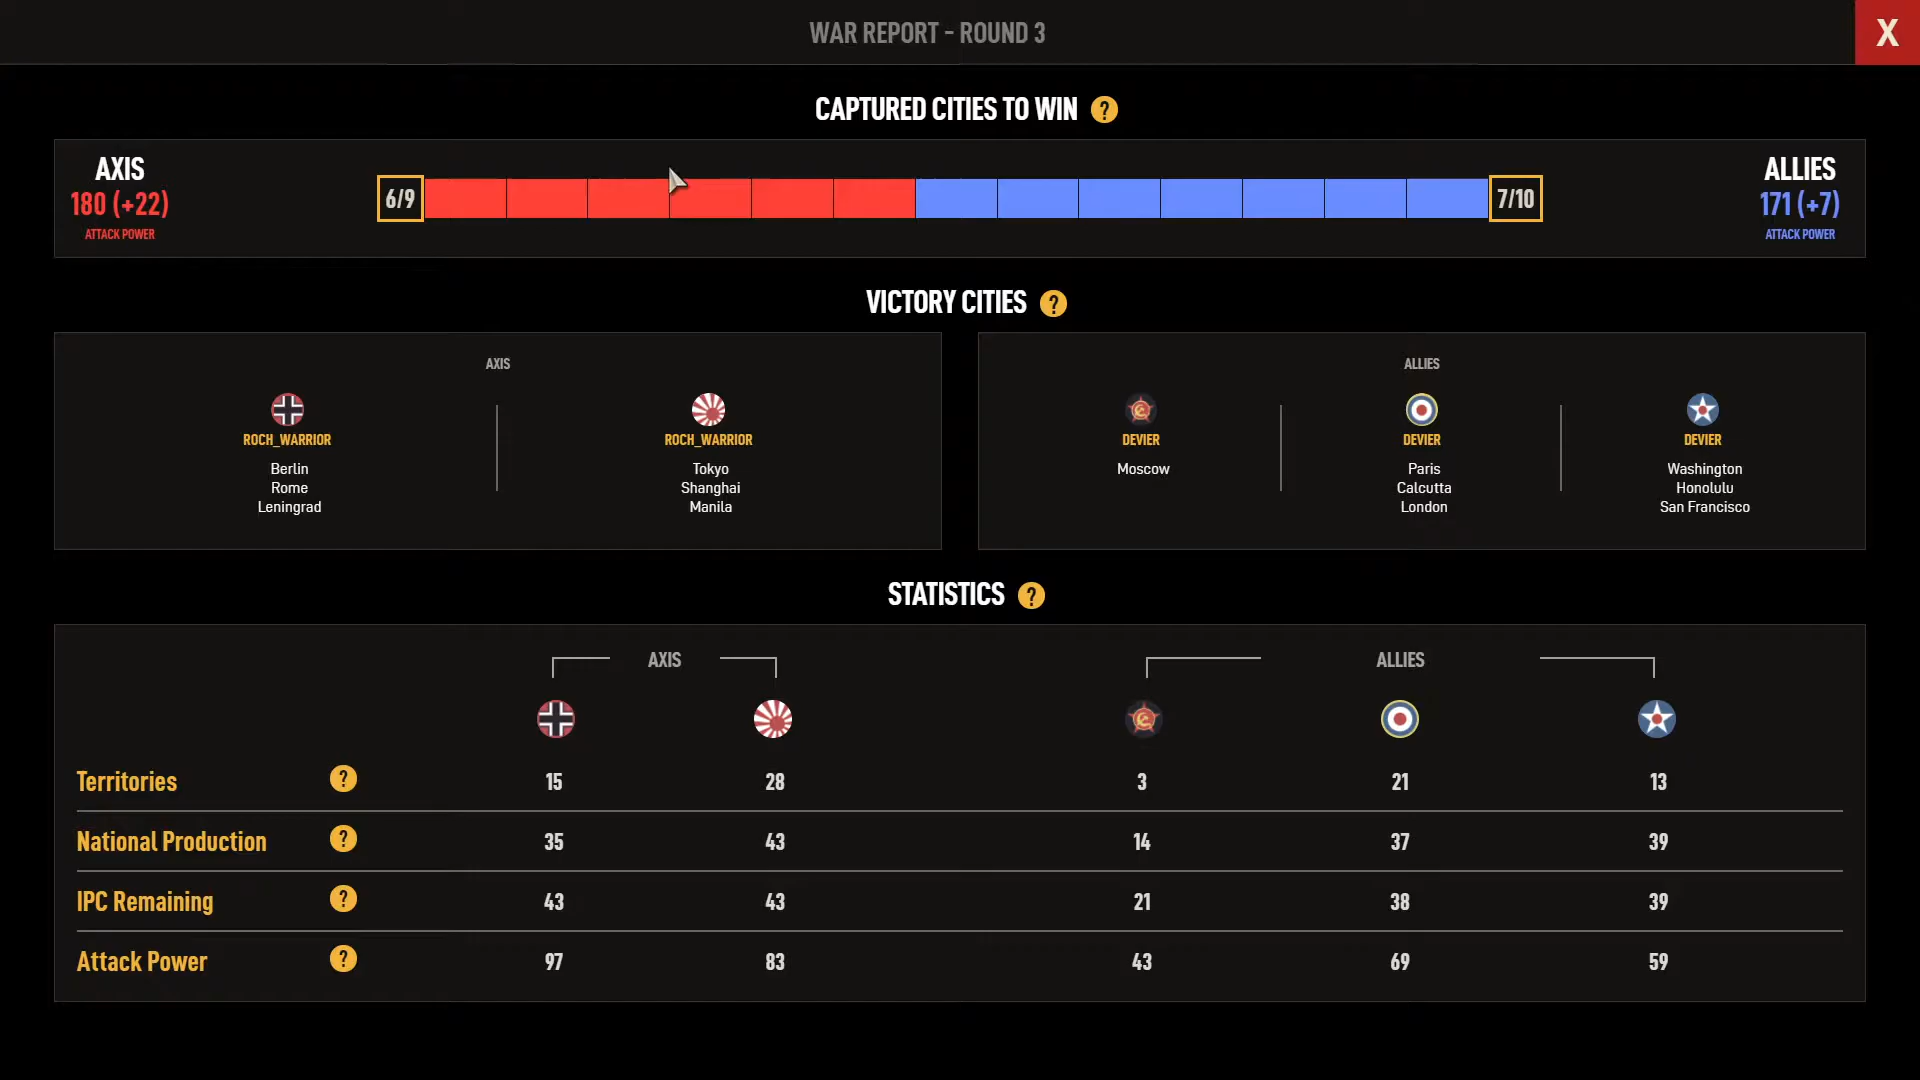 WAR REPORT - ROUND 3
X
CAPTURED CITIES TO WIN ?
AXIS
180 (+22)
ATTACK POWER
6/9
7/10
ALLIES
171 (+7)
ATTACK POWER
VICTORY CITIES ?
AXIS
ROCH_WARRIOR
Berlin
Rome
Leningrad
ROCH_WARRIOR
Tokyo
Shanghai
Manila
ALLIES
DEVIER
Moscow
DEVIER
Paris
Calcutta
London
DEVIER
Washington
Honolulu
San Francisco
STATISTICS ?
AXIS ALLIES
Territories ? 15 28 3 21 13
National Production ? 35 43 14 37 39
IPC Remaining ? 43 43 21 38 39
Attack Power ? 97 83 43 69 59